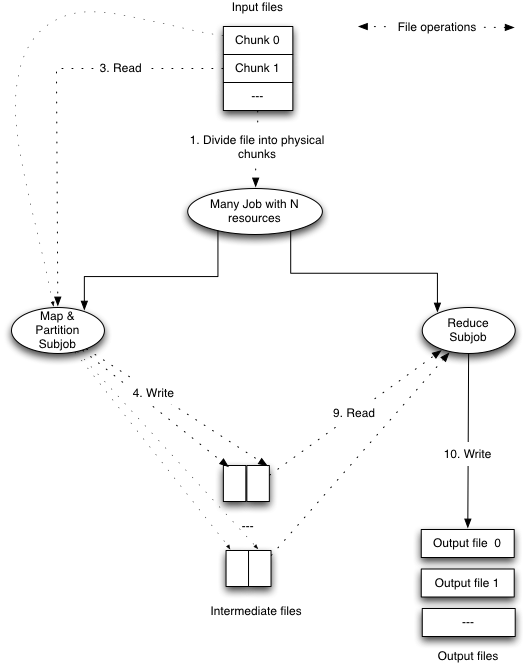 Input files
File operations
Chunk 0
3. Read
Chunk 1
---
1. Divide file into physical
chunks
Many Job with N
resources
Map &
Partition
Subjob
Reduce
Subjob
4. Write
9. Read
10. Write
---
Output file 0
Output file 1
Intermediate files
---
Output files